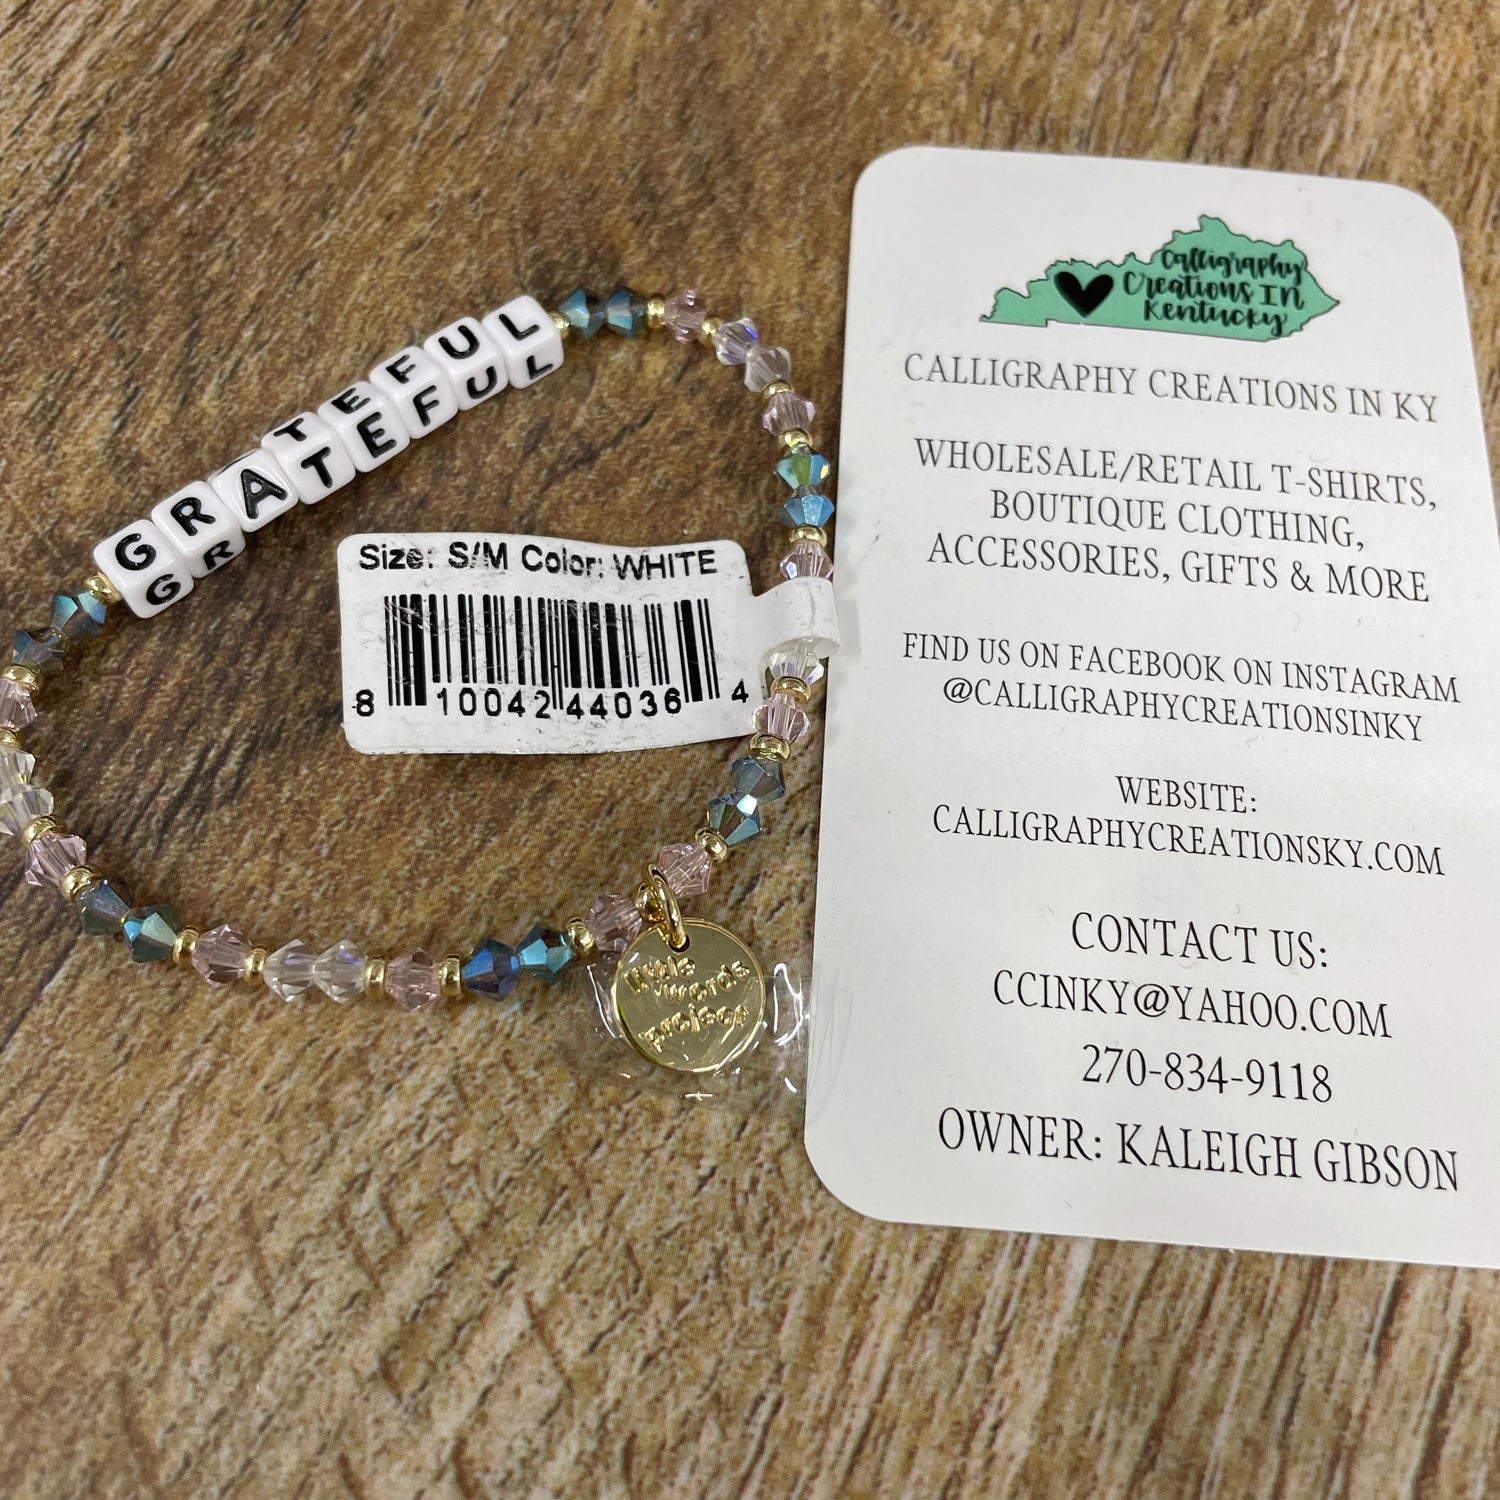 GRATEFUL
GRATEFUL
Size: S/M Color: WHITE
8 10042 44036 4
little
words
project
Calligraphy
Creations IN
Kentucky
CALLIGRAPHY CREATIONS IN KY
WHOLESALE/RETAIL T-SHIRTS,
BOUTIQUE CLOTHING,
ACCESSORIES, GIFTS & MORE
FIND US ON FACEBOOK ON INSTAGRAM
@CALLIGRAPHYCREATIONSINKY
WEBSITE:
CALLIGRAPHYCREATIONSKY.COM
CONTACT US:
CCINKY@YAHOO.COM
270-834-9118
OWNER: KALEIGH GIBSON